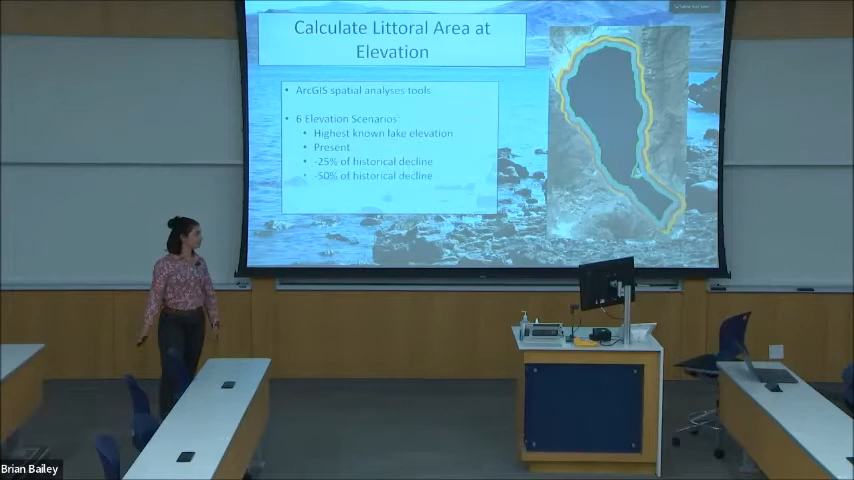 Calculate Littoral Area at
Elevation
• ArcGIS spatial analyses tools
• 6 Elevation Scenarios:
• Highest known lake elevation
• Present
• -25% of historical decline
• -50% of historical decline
Brian Bailey